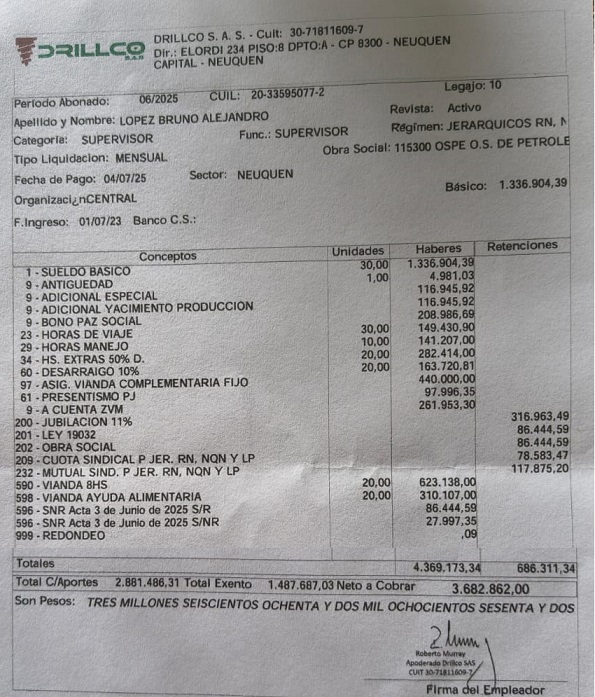 DRILLCO
S.A.S
DRILLCO S. A. S. - Cuit: 30-71811609-7
Dir.: ELORDI 234 PISO:8 DPTO:A - CP 8300 - NEUQUEN
CAPITAL - NEUQUEN
Período Abonado: 06/2025 CUIL: 20-33595077-2 Legajo: 10
Apellido y Nombre: LOPEZ BRUNO ALEJANDRO Revista: Activo
Categoría: SUPERVISOR Func.: SUPERVISOR Régimen: JERARQUICOS RN, N
Tipo Liquidacion: MENSUAL Obra Social: 115300 OSPE O.S. DE PETROLE
Fecha de Pago: 04/07/25 Sector: NEUQUEN Básico: 1.336.904,39
Organizaci¿nCENTRAL
F.Ingreso: 01/07/23 Banco C.S.:
Conceptos Unidades Haberes Retenciones
1 - SUELDO BASICO 30,00 1.336.904,39
9 - ANTIGUEDAD 1,00 4.981,03
9 - ADICIONAL ESPECIAL 116.945,92
9 - ADICIONAL YACIMIENTO PRODUCCION 116.945,92
9 - BONO PAZ SOCIAL 208.986,69
23 - HORAS DE VIAJE 30,00 149.430,90
29 - HORAS MANEJO 10,00 141.207,00
34 - HS. EXTRAS 50% D. 20,00 282.414,00
60 - DESARRAIGO 10% 20,00 163.720,81
97 - ASIG. VIANDA COMPLEMENTARIA FIJO 440.000,00
61 - PRESENTISMO PJ 97.996,35
9 - A CUENTA ZVM 261.953,30
200 - JUBILACION 11% 316.963,49
201 - LEY 19032 86.444,59
202 - OBRA SOCIAL 86.444,59
209 - CUOTA SINDICAL P JER. RN, NQN Y LP 78.583,47
232 - MUTUAL SIND. P JER. RN, NQN Y LP 117.875,20
590 - VIANDA 8HS 20,00 623.138,00
598 - VIANDA AYUDA ALIMENTARIA 20,00 310.107,00
596 - SNR Acta 3 de Junio de 2025 S/R 86.444,59
596 - SNR Acta 3 de Junio de 2025 S/NR 27.997,35
999 - REDONDEO ,09
Totales 4.369.173,34 686.311,34
Total C/Aportes 2.881.486,31 Total Exento 1.487.687,03 Neto a Cobrar 3.682.862,00
Son Pesos: TRES MILLONES SEISCIENTOS OCHENTA Y DOS MIL OCHOCIENTOS SESENTA Y DOS
Roberto Murray
Apoderado Drillco SAS
CUIT 30-71811609-7
Firma del Empleador